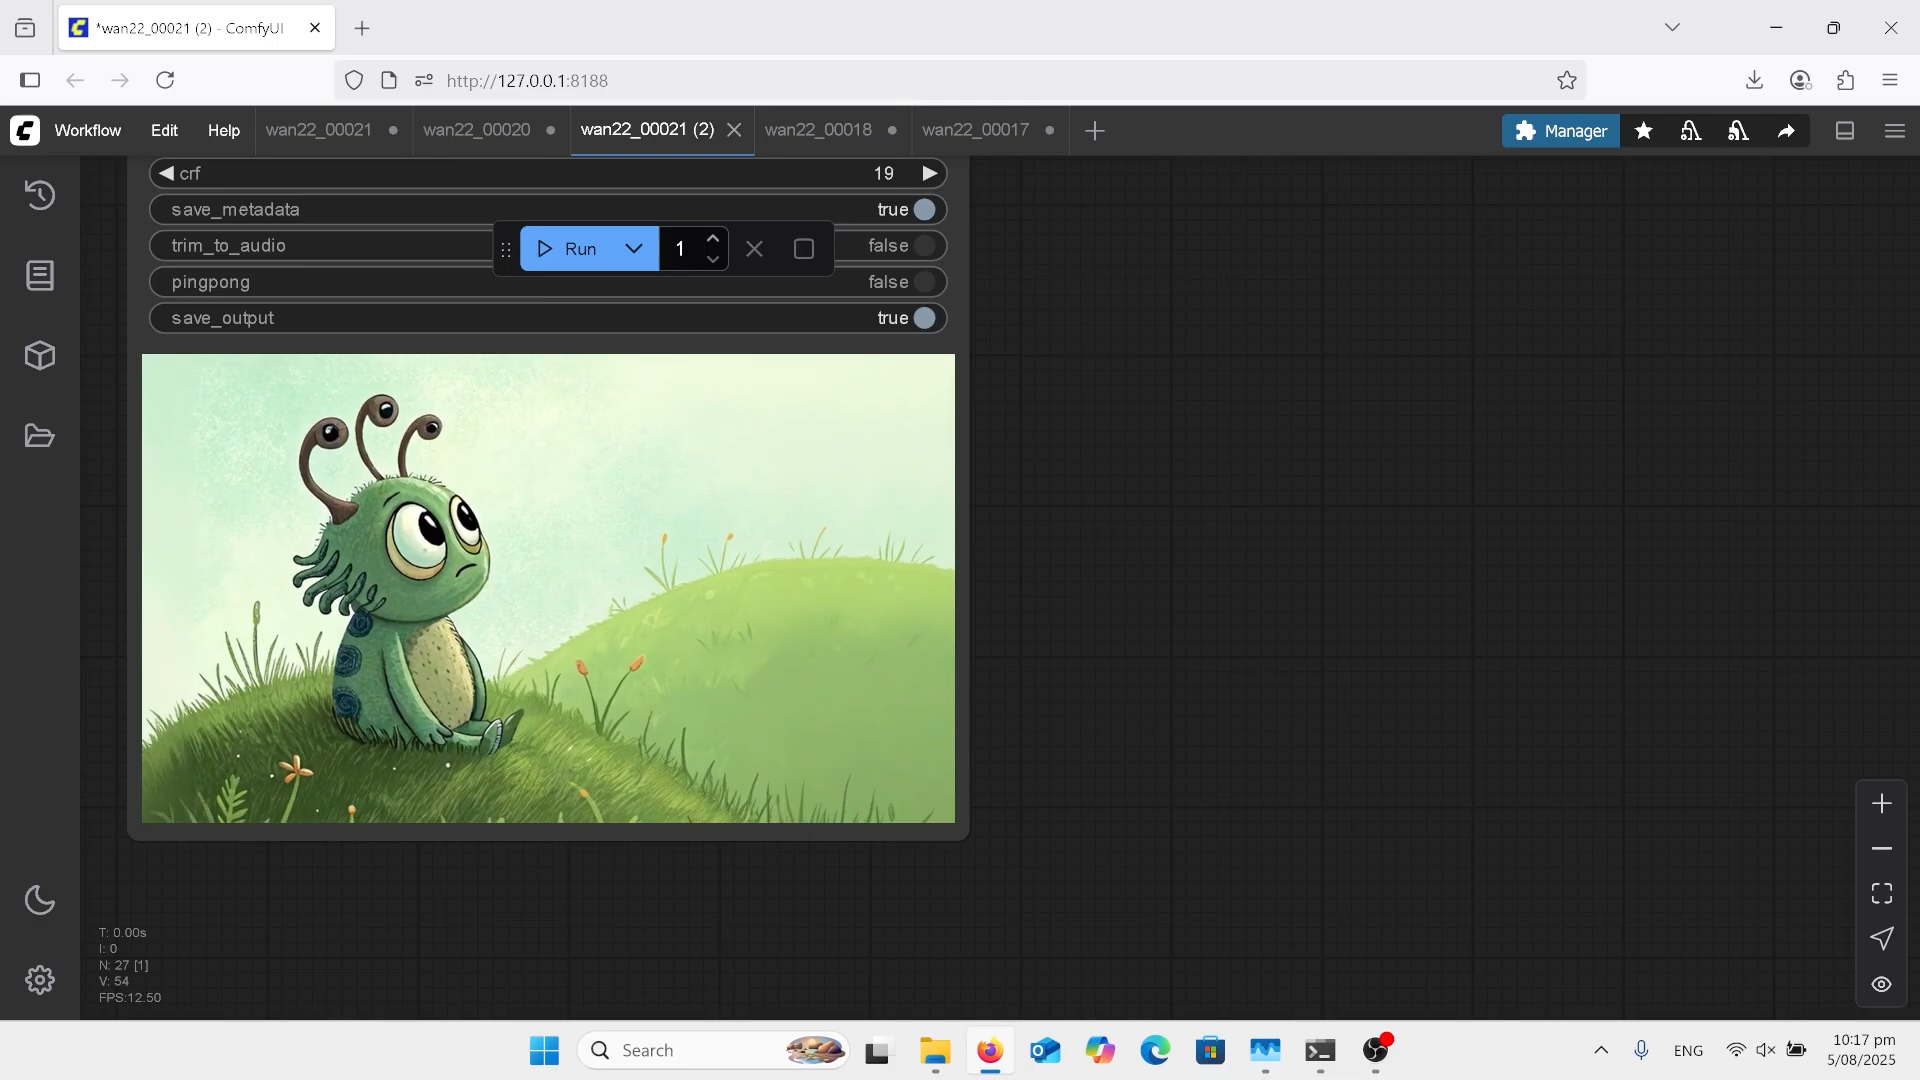 *wan22_00021 (2) - ComfyUI
http://127.0.0.1:8188
Workflow Edit Help wan22_00021 wan22_00020 wan22_00021 (2) wan22_00018 wan22_00017 Manager
crf 19
save_metadata true
trim_to_audio false
Run 1
pingpong false
save_output true
T: 0.00s
I: 0
N: 27 [1]
V: 54
FPS:12.50
Search
ENG
10:17 pm
5/08/2025